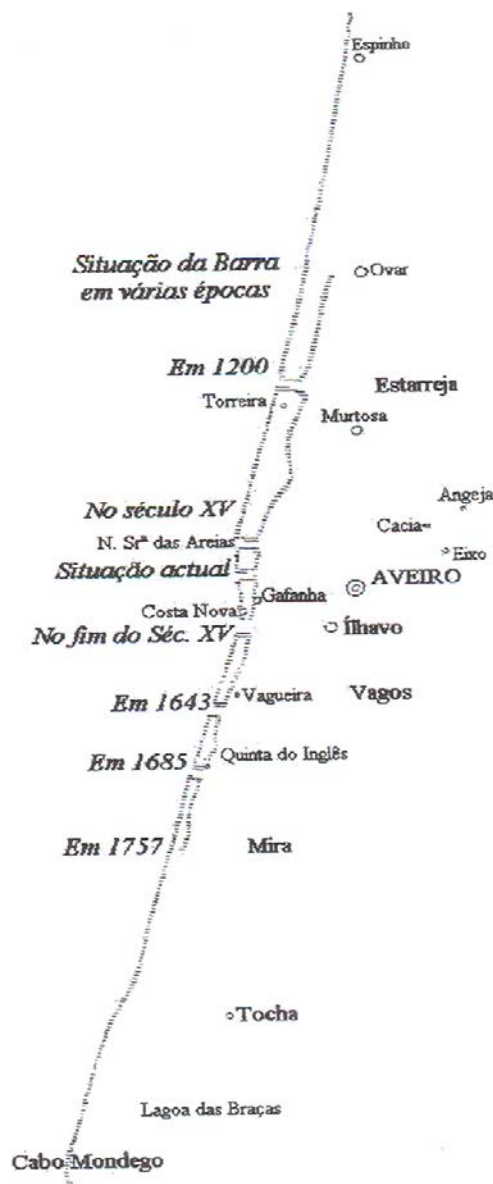 Espinho
Situação da Barra
em várias épocas
Ovar
Em 1200
Estarreja
Torreira
Murtosa
Angeja
No século XV
Cacia
N. Srª das Areias
Eixo
Situação actual
AVEIRO
Gafanha
Costa Nova
Ílhavo
No fim do Séc. XV
Vagueira
Vagos
Em 1643
Quinta do Inglês
Em 1685
Em 1757
Mira
Tocha
Lagoa das Braças
Cabo Mondego